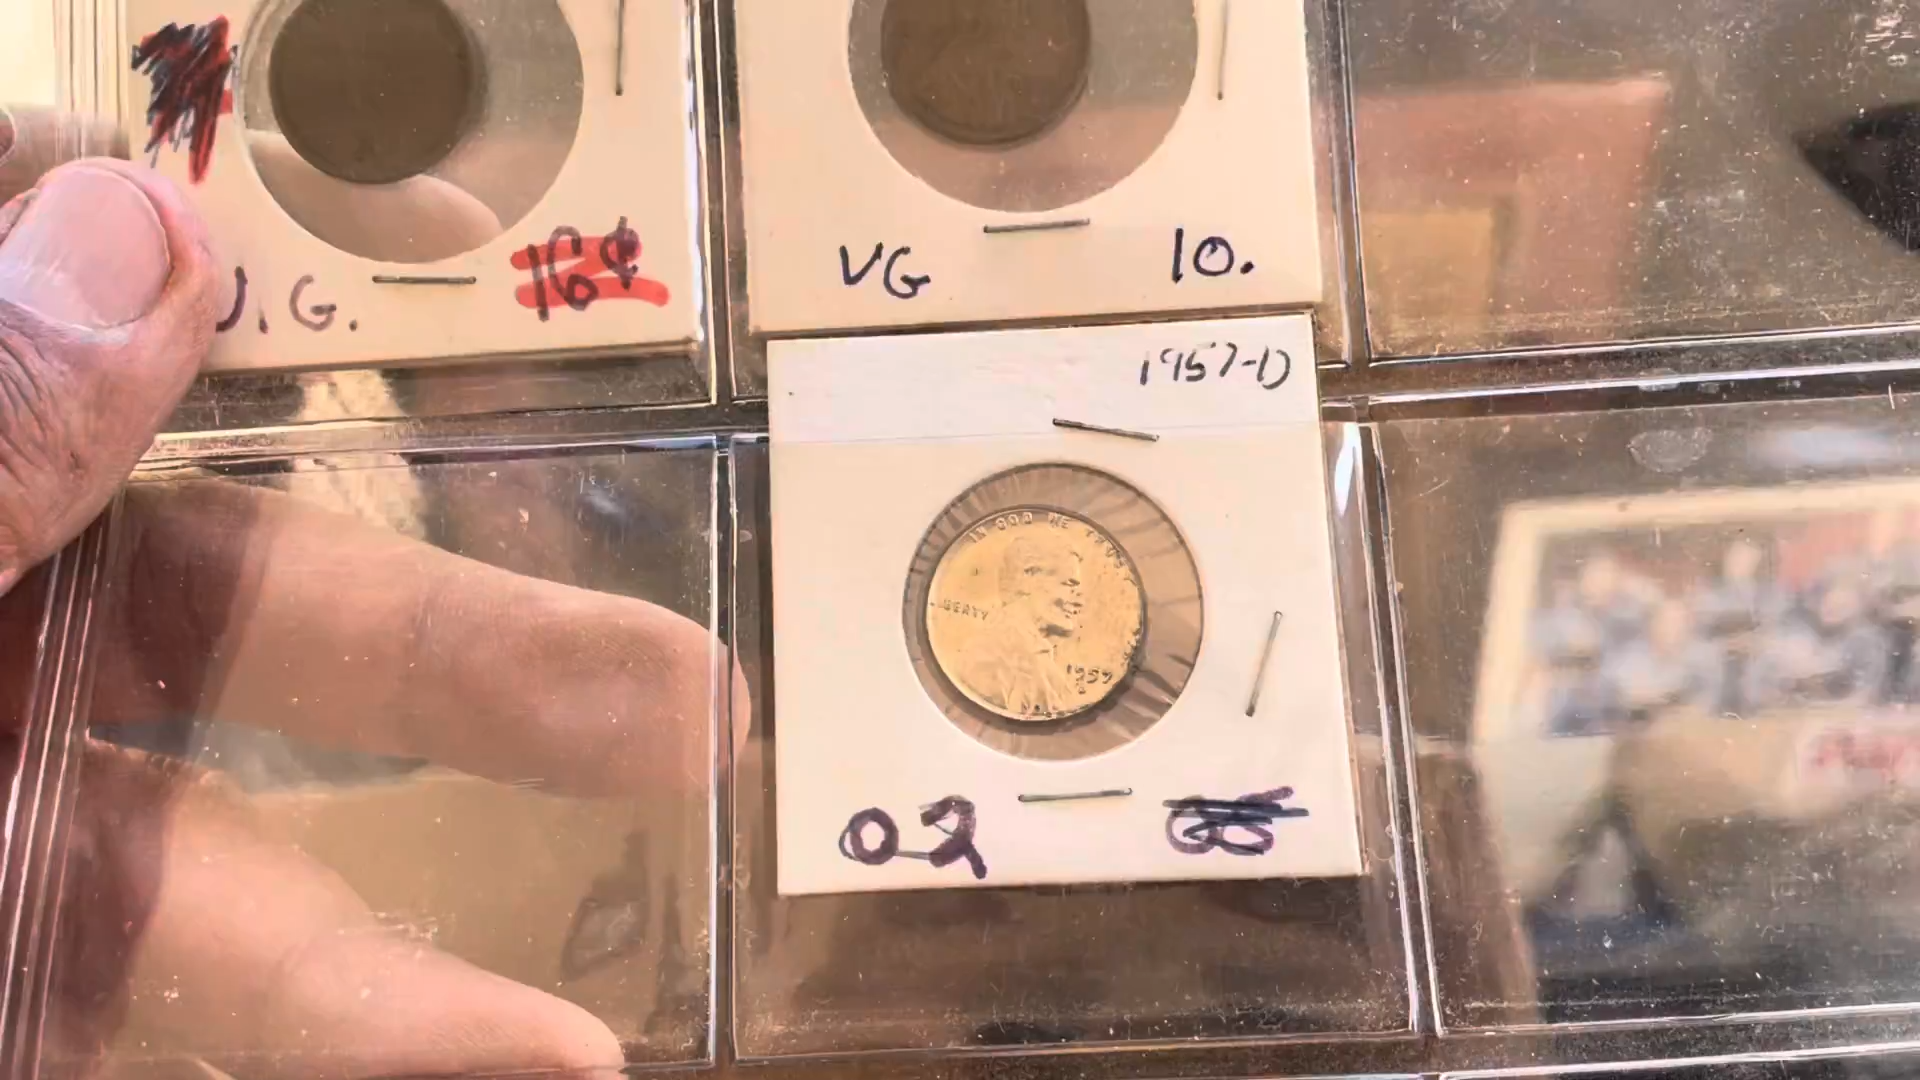 V.G.
16¢
VG
10.
1957-D
IN GOD WE TRUST
LIBERTY
1957
D
02